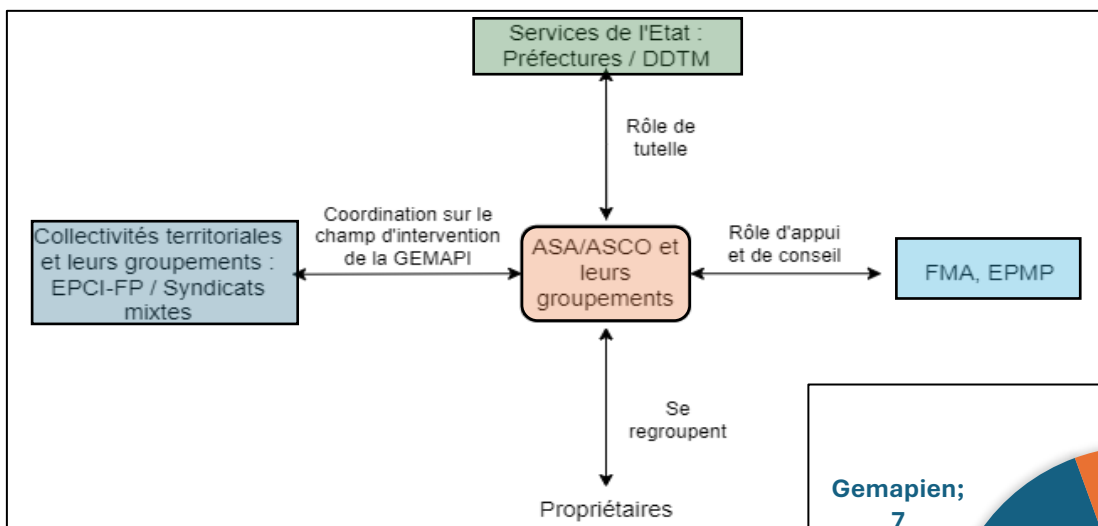 Services de l'Etat :
Préfectures / DDTM
Rôle de
tutelle
Coordination sur le
champ d'intervention
de la GEMAPI
Collectivités territoriales
et leurs groupements :
EPCI-FP / Syndicats
mixtes
ASA/ASCO et
leurs
groupements
Rôle d'appui
et de conseil
FMA, EPMP
Se
regroupent
Propriétaires
Gemapien;
7